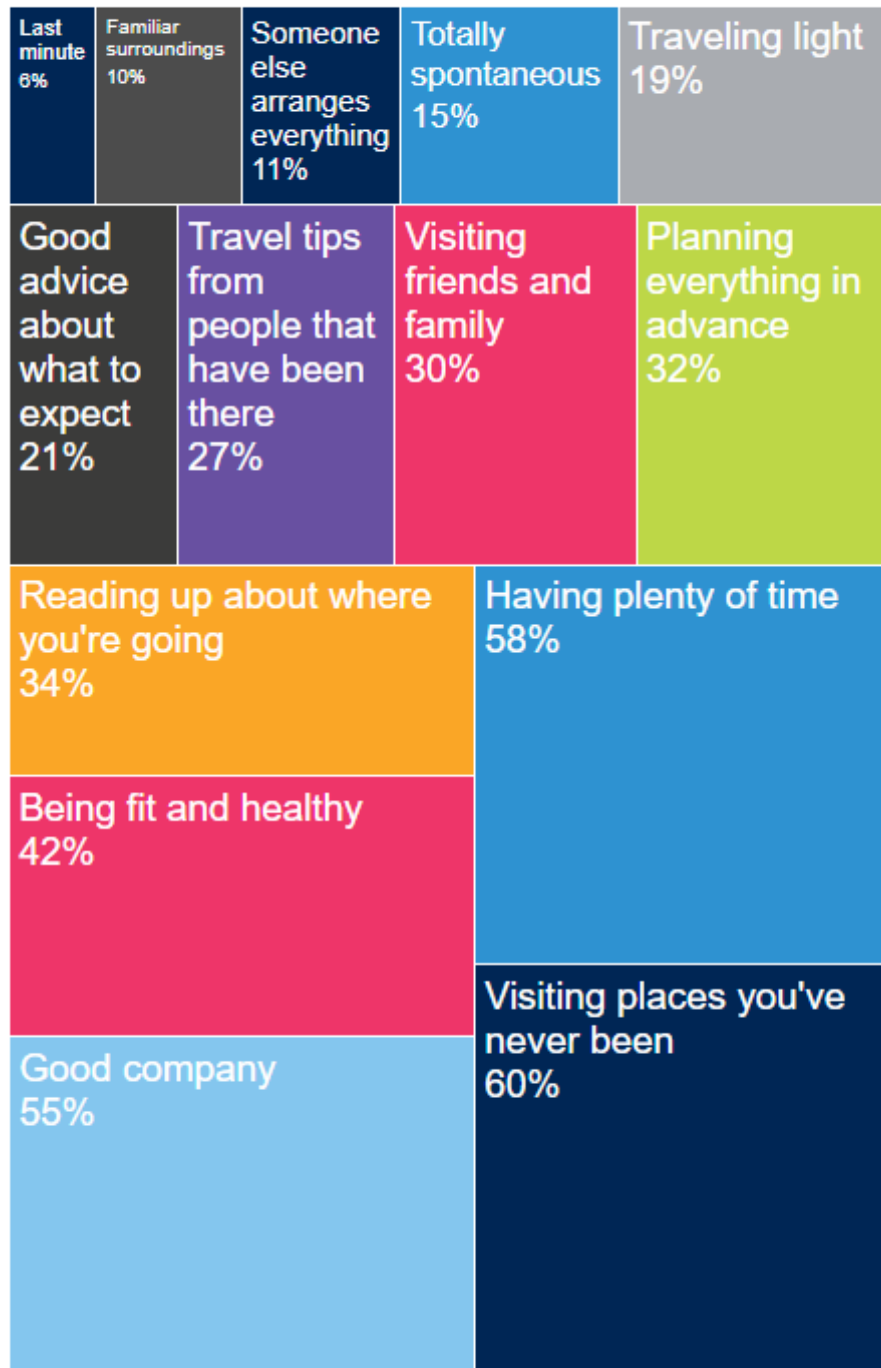 Last
minute
6%
Familiar
surroundings
10%
Someone
else
arranges
everything
11%
Totally
spontaneous
15%
Traveling light
19%
Good
advice
about
what to
expect
21%
Travel tips
from
people that
have been
there
27%
Visiting
friends and
family
30%
Planning
everything in
advance
32%
Reading up about where
you're going
34%
Having plenty of time
58%
Being fit and healthy
42%
Visiting places you've
never been
60%
Good company
55%